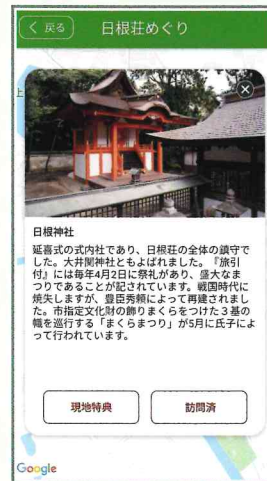 戻る
日根荘めぐり
上
日根神社
延喜式の式内社であり、日根荘の全体の鎮守で
した。大井関神社ともよばれました。『旅引
付』には毎年4月2日に祭礼があり、盛大なま
つりであることが記されています。戦国時代に
焼失しますが、豊臣秀頼によって再建されまし
た。市指定文化財の飾りまくらをつけた3基の
幟を巡行する「まくらまつり」が5月に氏子によ
って行われています。
現地特典
訪問済
Google